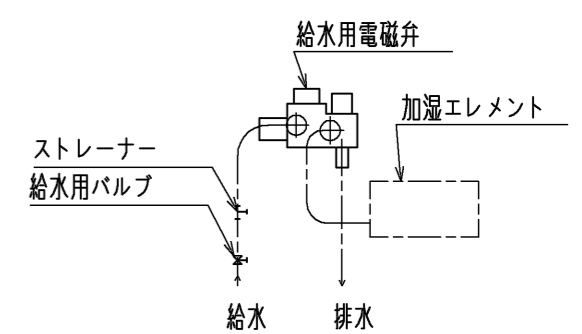 給水用電磁弁
加湿エレメント
ストレーナー
給水用バルブ
給水
排水